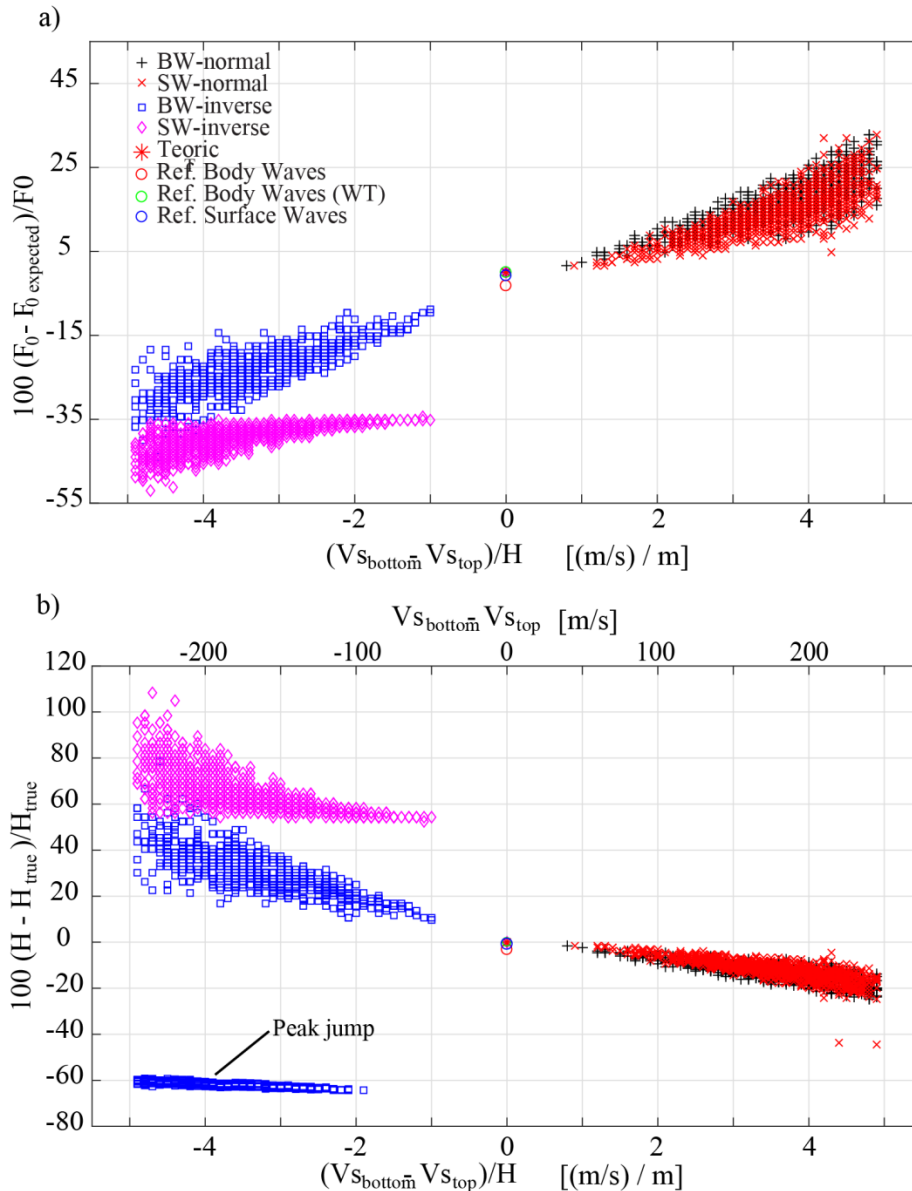 a)
45
25
5
-15
-35
-55
100 (F0 - F0 expected)/F0
BW-normal
SW-normal
BW-inverse
SW-inverse
Teoric
Ref. Body Waves
T
Ref. Body Waves (WT)
Ref. Surface Waves
-4 -2 0 2 4
(Vsbottom- Vstop)/H [(m/s) / m]
b)
Vsbottom- Vstop [m/s]
-200 -100 0 100 200
120
100
80
60
40
20
0
-20
-40
-60
-80
100 (H - Htrue)/Htrue
Peak jump
-4 -2 0 2 4
(Vsbottom- Vstop)/H [(m/s) / m]